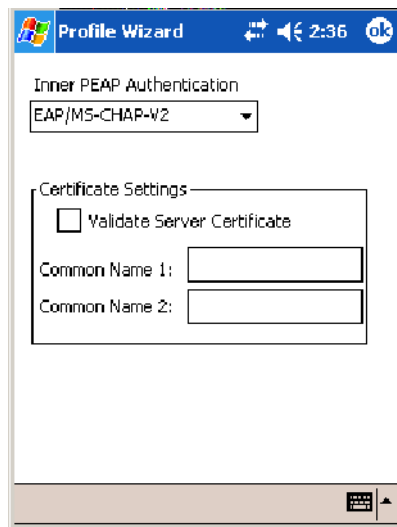 Profile Wizard 2:36 ok
Inner PEAP Authentication
EAP/MS-CHAP-V2
Certificate Settings
Validate Server Certificate
Common Name 1:
Common Name 2: